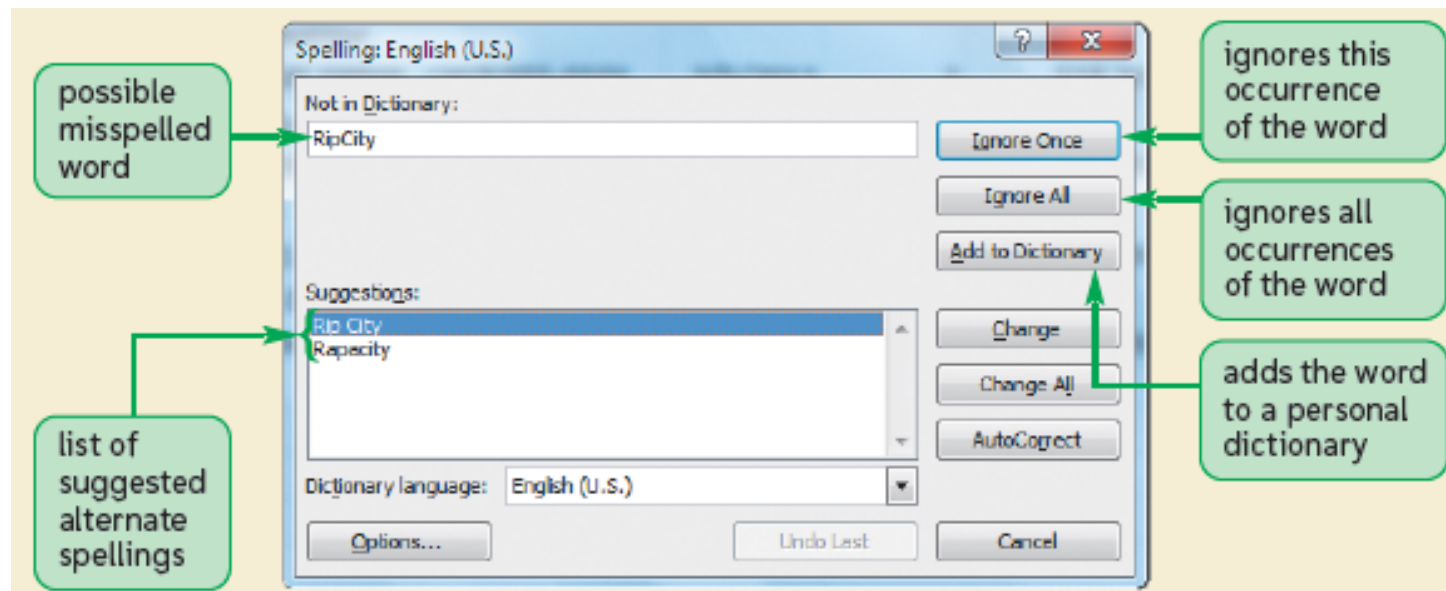 Spelling: English (U.S.)
possible
misspelled
word
Not in Dictionary:
RipCity
Ignore Once
Ignore All
Add to Dictionary
ignores this
occurrence
of the word
ignores all
occurrences
of the word
Suggestions:
Rip City
Rapacity
Change
Change All
AutoCorrect
adds the word
to a personal
dictionary
list of
suggested
alternate
spellings
Dictionary language: English (U.S.)
Options...
Undo Last
Cancel